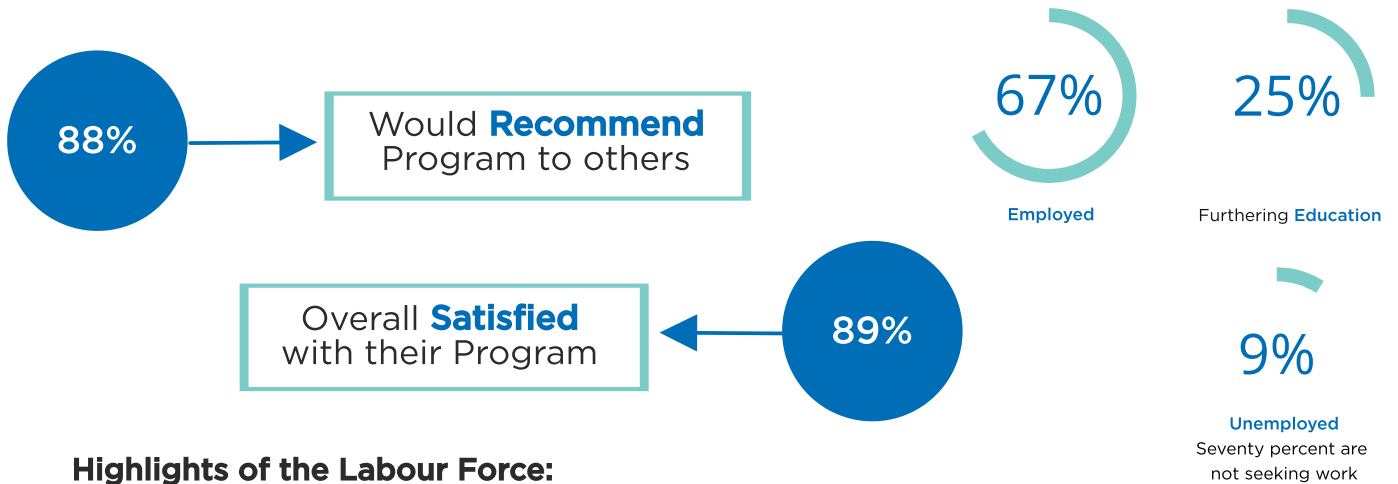 88%
Would Recommend
Program to others
67%
Employed
25%
Furthering Education
Overall Satisfied
with their Program
89%
9%
Unemployed
Seventy percent are
not seeking work
Highlights of the Labour Force: